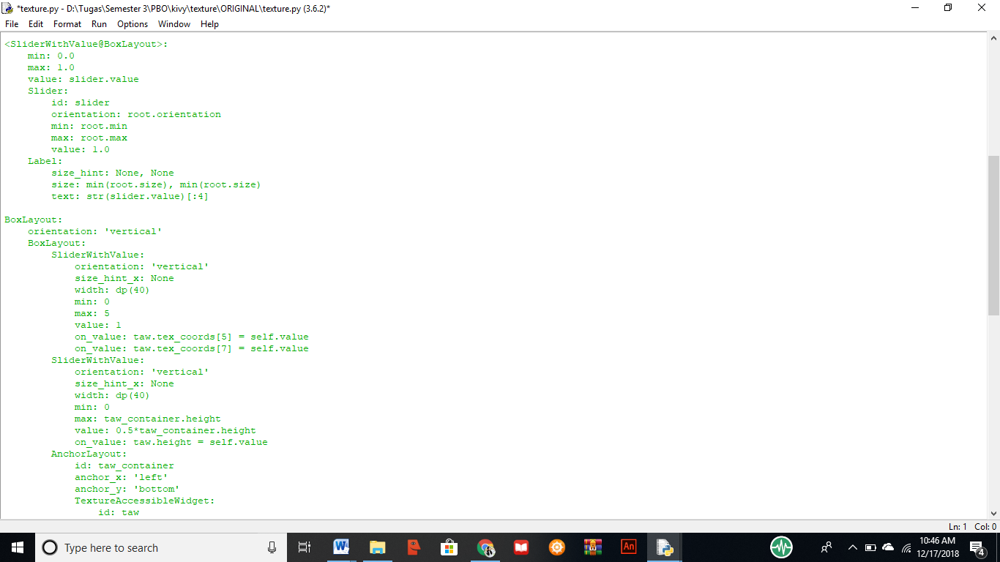 *texture.py - D:\Tugas\Semester 3\PBO\kivy\texture\ORIGINAL\texture.py (3.6.2)*
File Edit Format Run Options Window Help
<SliderWithValue@BoxLayout>:
    min: 0.0
    max: 1.0
    value: slider.value
    Slider:
        id: slider
        orientation: root.orientation
        min: root.min
        max: root.max
        value: 1.0
    Label:
        size_hint: None, None
        size: min(root.size), min(root.size)
        text: str(slider.value)[:4]

BoxLayout:
    orientation: 'vertical'
    BoxLayout:
        SliderWithValue:
            orientation: 'vertical'
            size_hint_x: None
            width: dp(40)
            min: 0
            max: 5
            value: 1
            on_value: taw.tex_coords[5] = self.value
            on_value: taw.tex_coords[7] = self.value
        SliderWithValue:
            orientation: 'vertical'
            size_hint_x: None
            width: dp(40)
            min: 0
            max: taw_container.height
            value: 0.5*taw_container.height
            on_value: taw.height = self.value
        AnchorLayout:
            id: taw_container
            anchor_x: 'left'
            anchor_y: 'bottom'
            TextureAccessibleWidget:
                id: taw
Ln: 1 Col: 0
Type here to search
W
An
10:46 AM
12/17/2018
4